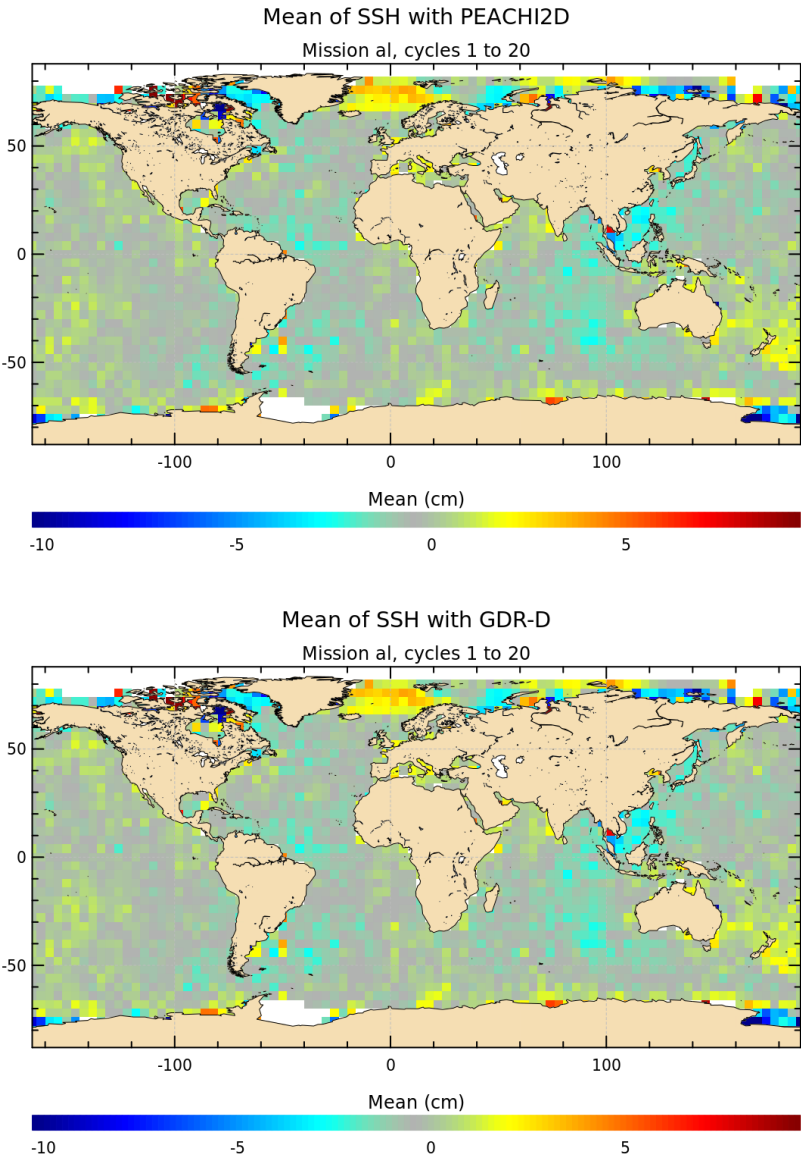 Mean of SSH with PEACHI2D
Mission al, cycles 1 to 20
50
0
-50
-100 0 100
Mean (cm)
-10 -5 0 5
Mean of SSH with GDR-D
Mission al, cycles 1 to 20
50
0
-50
-100 0 100
Mean (cm)
-10 -5 0 5